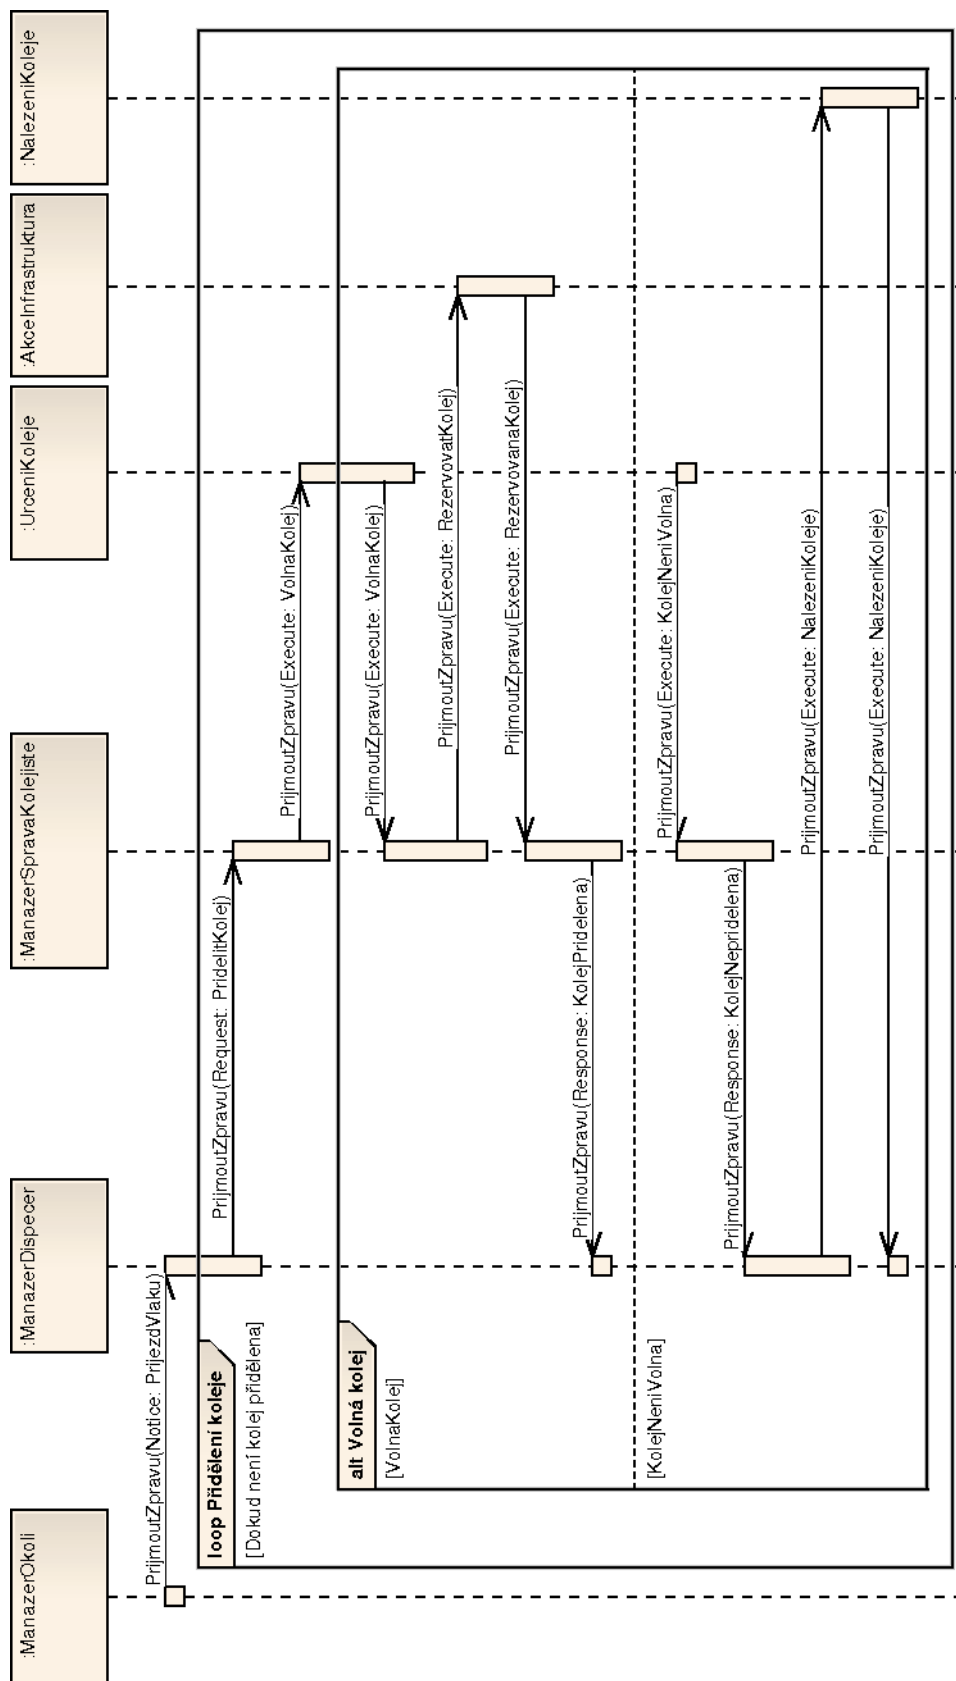 :ManazerOkoli
:ManazerDispecer
:ManazerSpravaKolejiste
:UrceniKoleje
:AkceInfrastruktura
:NalezeniKoleje
PrijmoutZpravu(Notice: PrijezdVlaku)
loop Přidělení koleje
[Dokud není kolej přidělena]
PrijmoutZpravu(Request: PridelitKolej)
PrijmoutZpravu(Execute: VolnaKolej)
alt Volná kolej
[VolnaKolej]
PrijmoutZpravu(Execute: VolnaKolej)
PrijmoutZpravu(Execute: RezervovatKolej)
PrijmoutZpravu(Execute: RezervovanaKolej)
PrijmoutZpravu(Response: KolejPridelena)
[KolejNeniVolna]
PrijmoutZpravu(Execute: KolejNeniVolna)
PrijmoutZpravu(Response: KolejNepridelena)
PrijmoutZpravu(Execute: NalezeniKoleje)
PrijmoutZpravu(Execute: NalezeniKoleje)